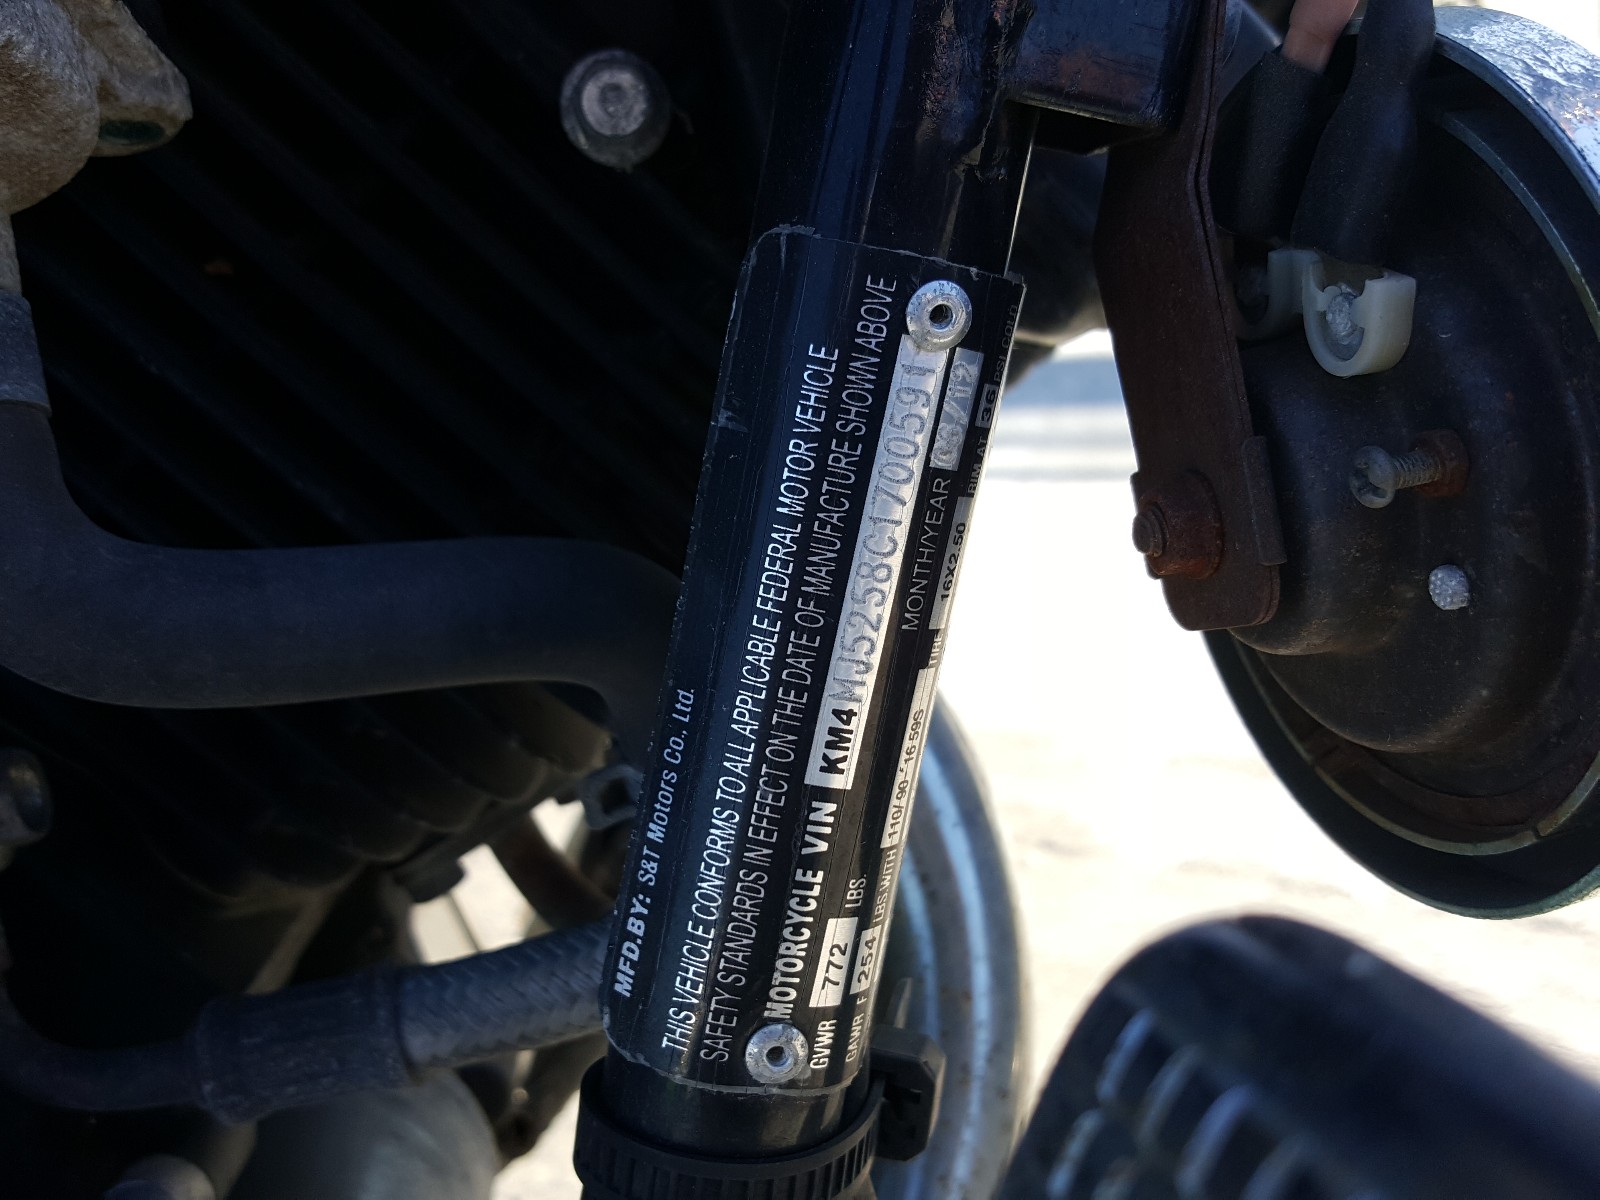 MFD.BY: S&T Motors Co., Ltd.
THIS VEHICLE CONFORMS TO ALL APPLICABLE FEDERAL MOTOR VEHICLE
SAFETY STANDARDS IN EFFECT ON THE DATE OF MANUFACTURE SHOWN ABOVE
MOTORCYCLE VIN KM4MJ5258C1700591
GVWR 772 LBS. MONTH/YEAR
GAWR F 254 LBS WITH 110/ 90 - 16 59S TIRE 16X2.50 RIM AT 36 PSI COLD